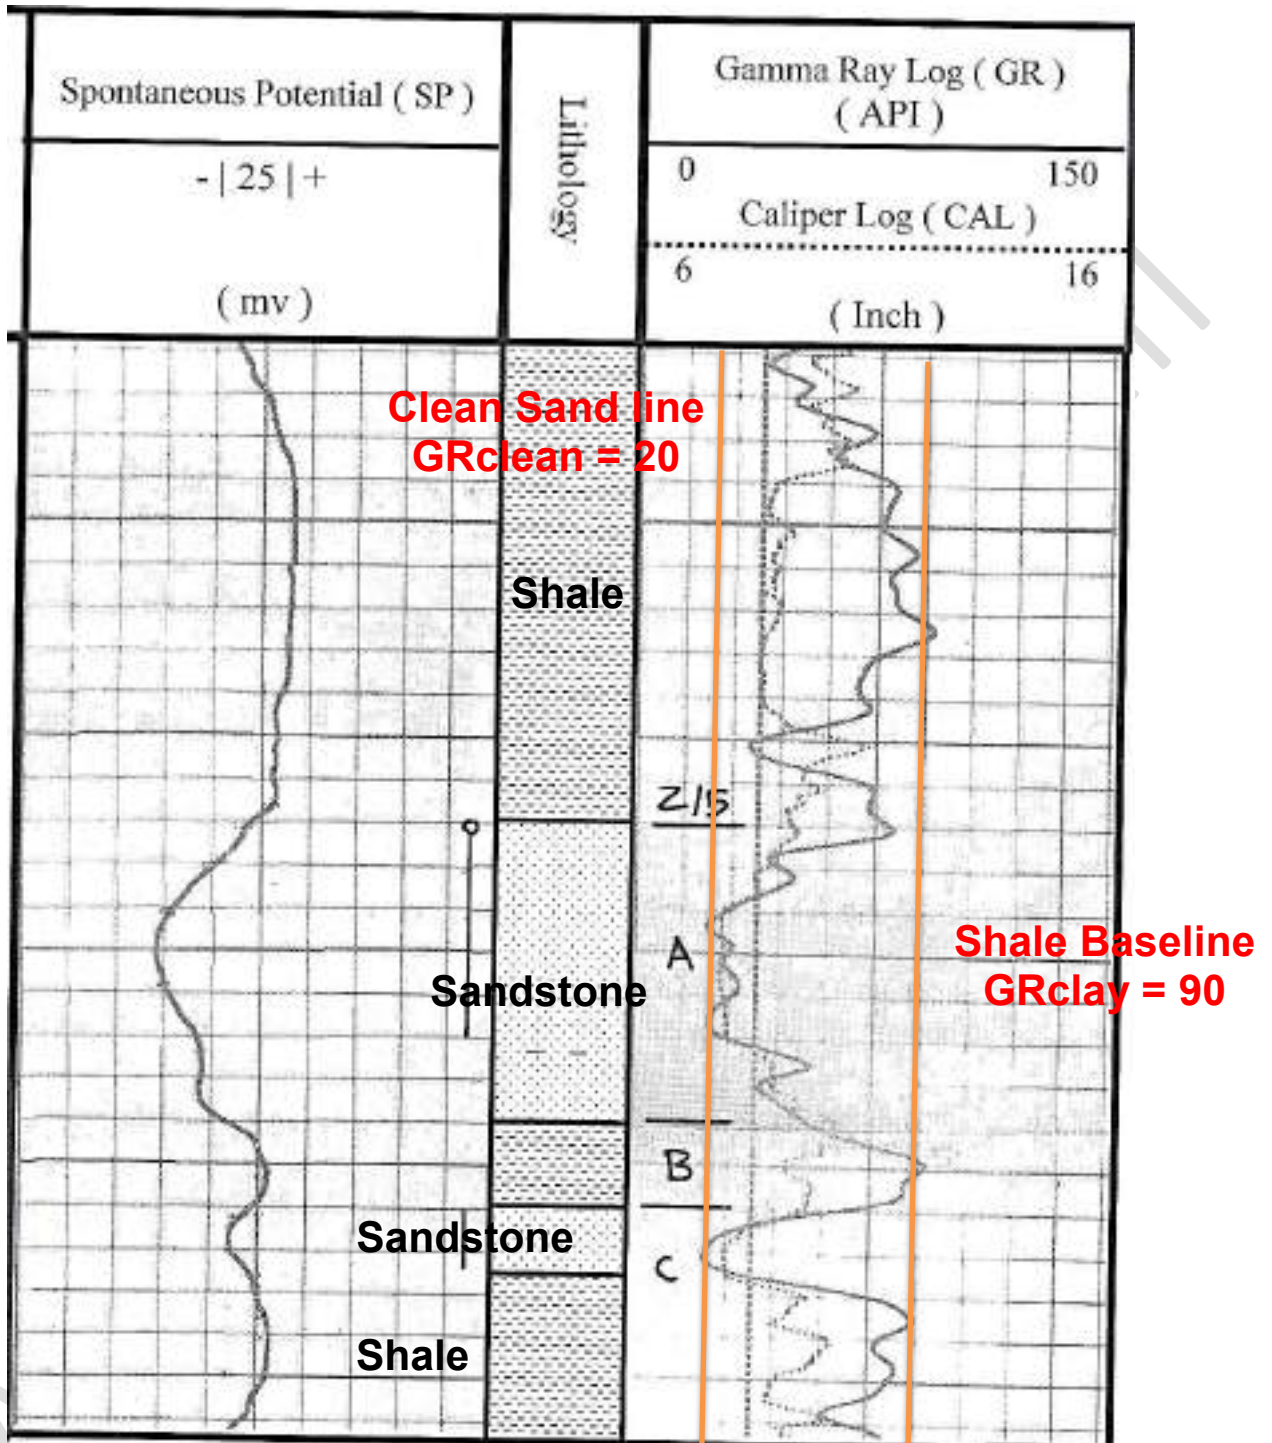 Spontaneous Potential ( SP )
- | 25 | +
( mv )
Lithology
Gamma Ray Log ( GR )
( API )
0 150
Caliper Log ( CAL )
6 16
( Inch )
Clean Sand line
GRclean = 20
Shale
Z15
A
Sandstone
Shale Baseline
GRclay = 90
B
Sandstone
C
Shale